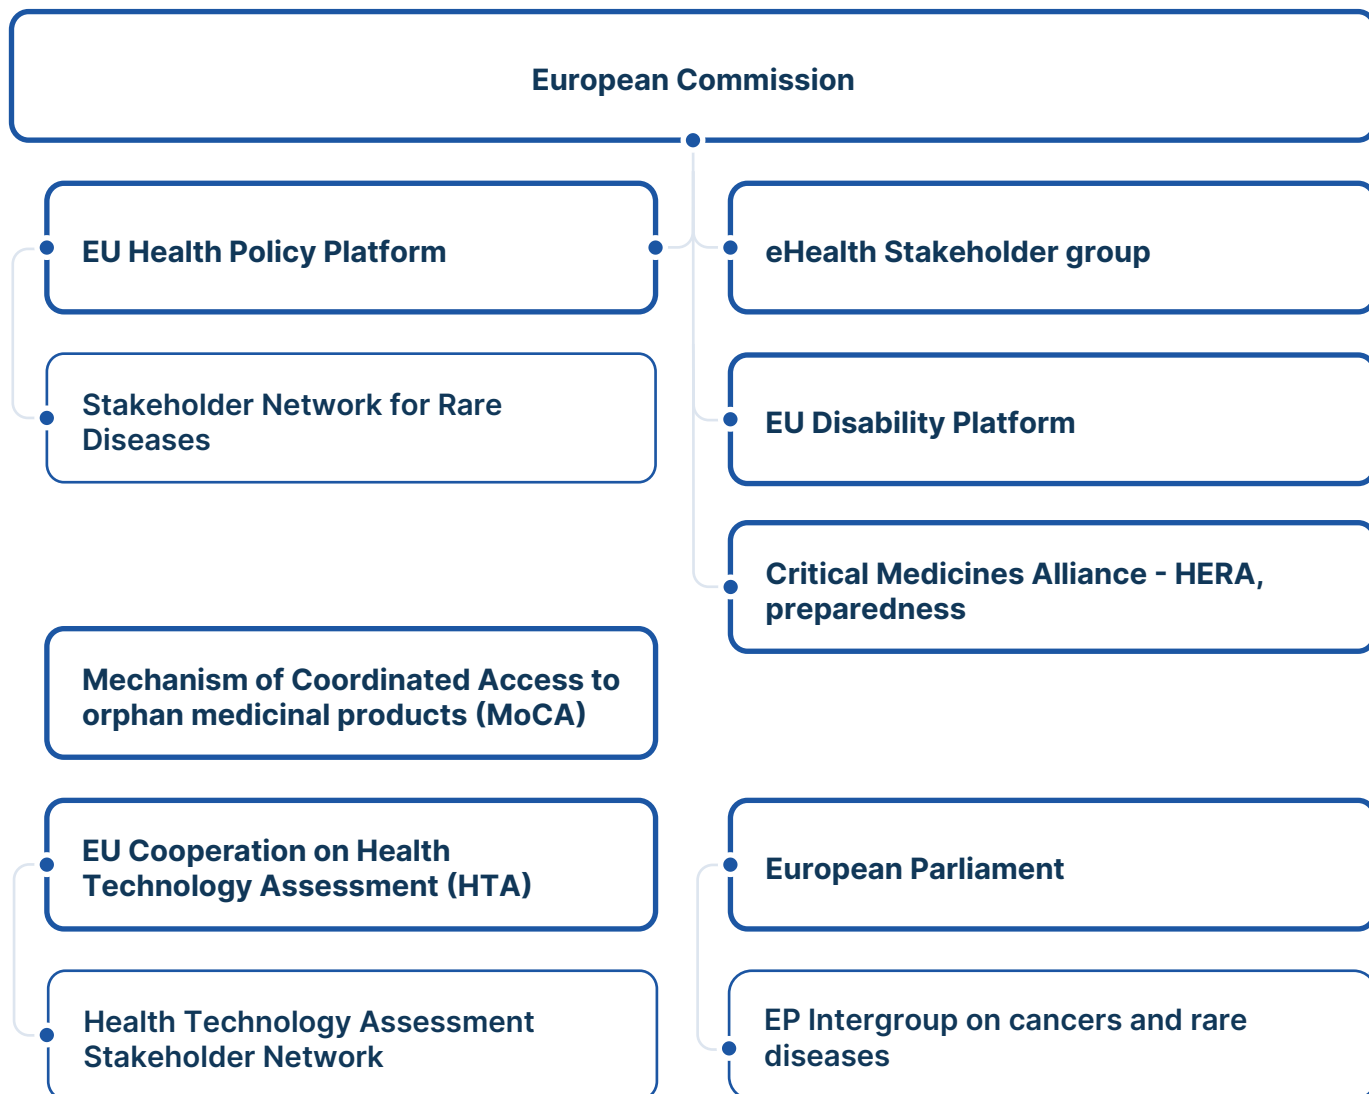 European Commission
EU Health Policy Platform
eHealth Stakeholder group
Stakeholder Network for Rare
Diseases
EU Disability Platform
Critical Medicines Alliance - HERA,
preparedness
Mechanism of Coordinated Access to
orphan medicinal products (MoCA)
EU Cooperation on Health
Technology Assessment (HTA)
European Parliament
Health Technology Assessment
Stakeholder Network
EP Intergroup on cancers and rare
diseases